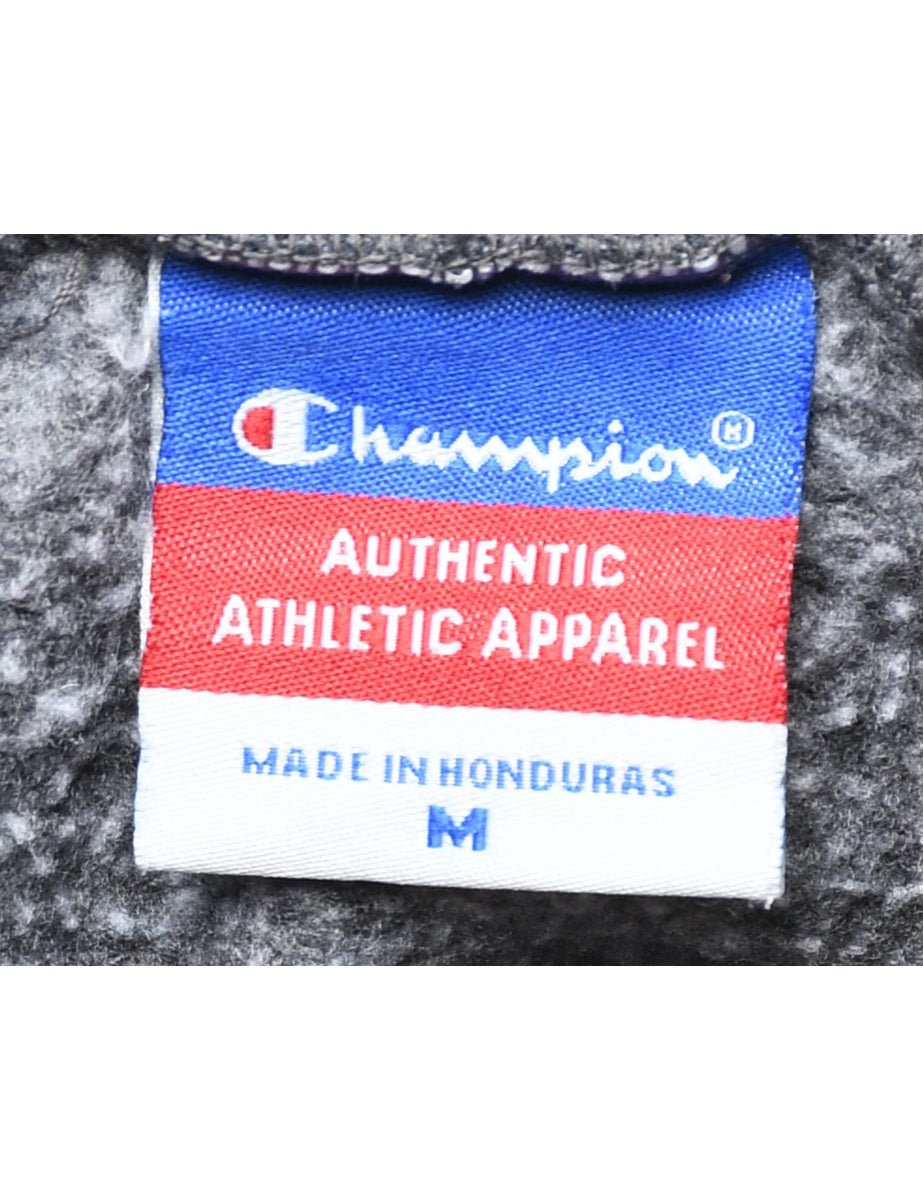 Champion®
AUTHENTIC
ATHLETIC APPAREL
MADE IN HONDURAS
M